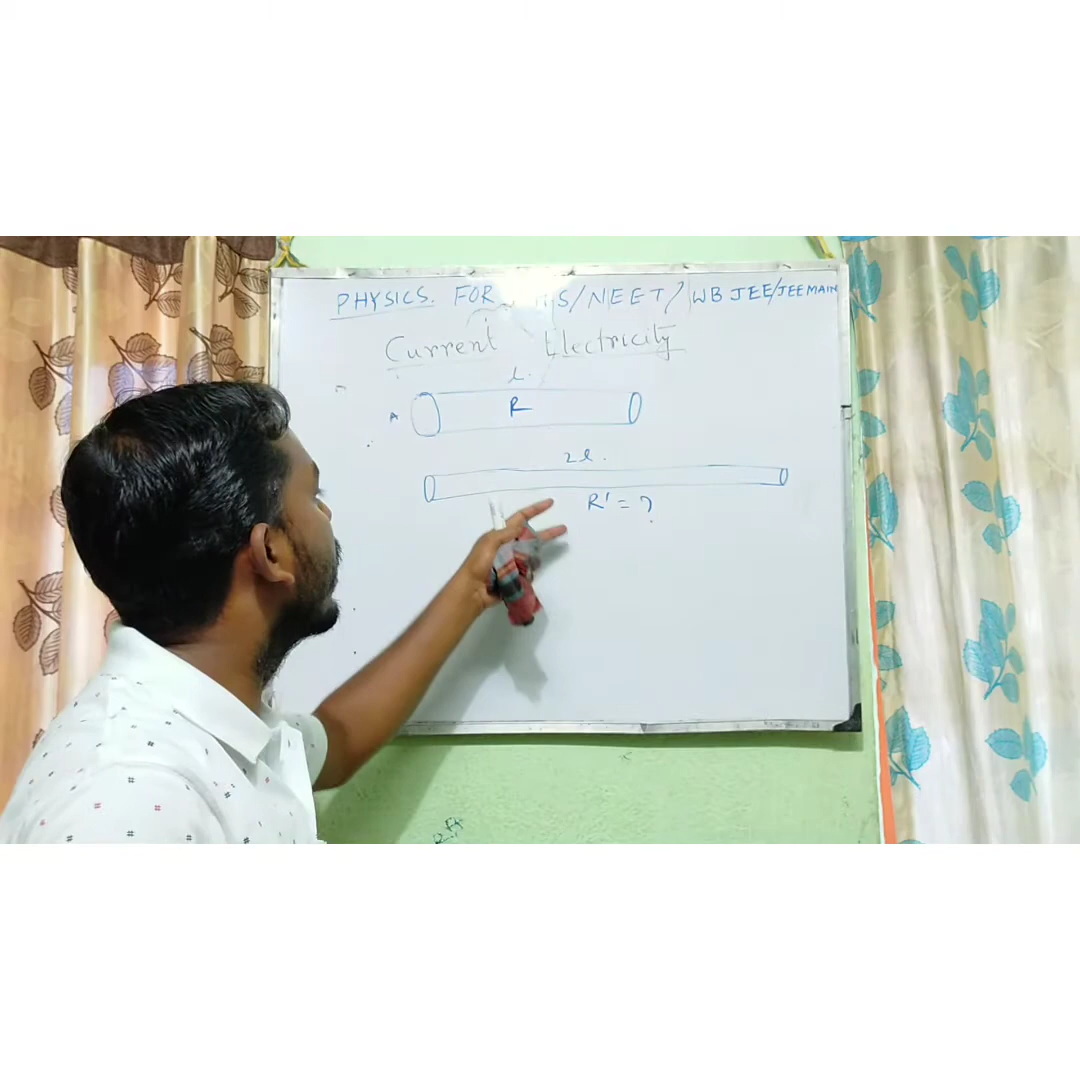 PHYSICS. FOR S/NEET/WB JEE/JEE MAIN
Current Electricity
l.
A R
2l.
R' = ?